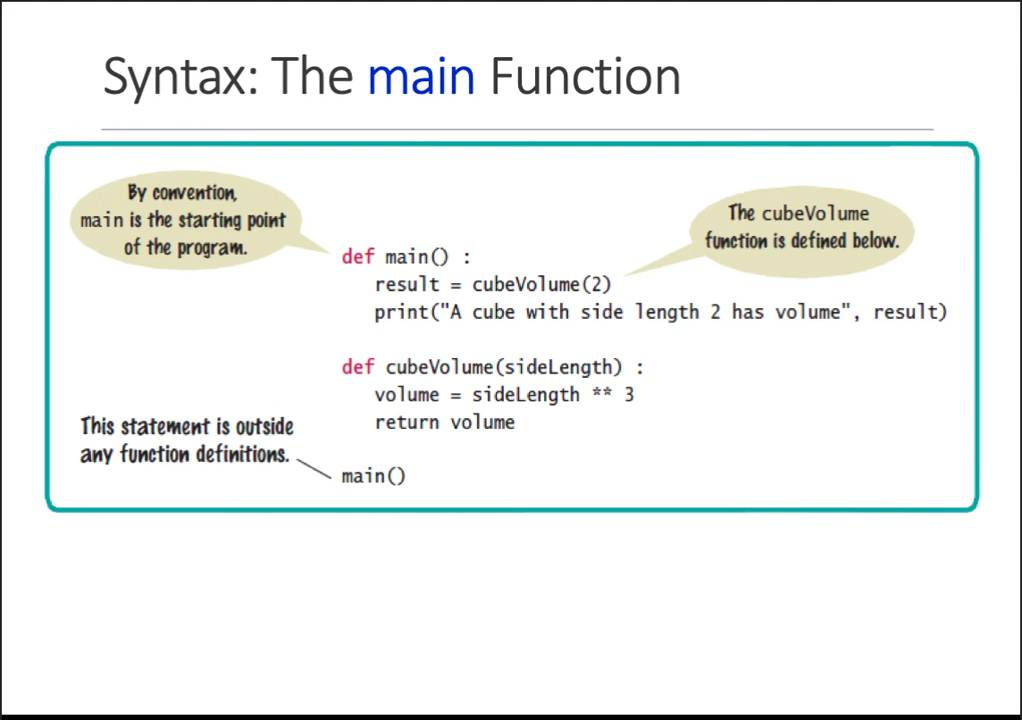 Syntax: The main Function
By convention,
main is the starting point
of the program.
The cubeVolume
function is defined below.
def main() :
result = cubeVolume(2)
print("A cube with side length 2 has volume", result)
def cubeVolume(sideLength) :
volume = sideLength ** 3
return volume
This statement is outside
any function definitions.
main()